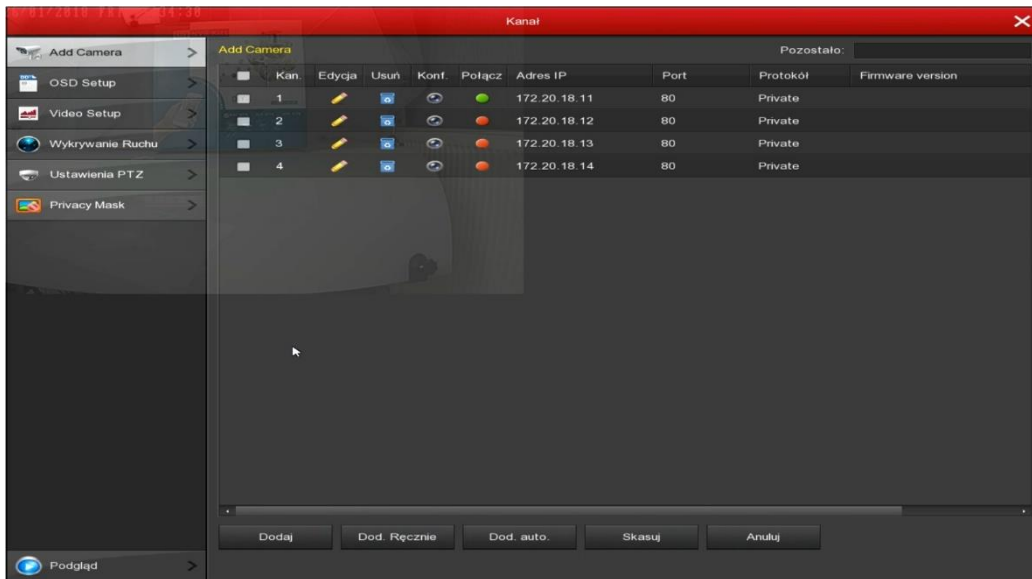 Kanał
Add Camera
OSD Setup
Video Setup
Wykrywanie Ruchu
Ustawienia PTZ
Privacy Mask
Podgląd
Add Camera Pozostało:
Kan. Edycja Usuń Konf. Połącz Adres IP Port Protokół Firmware version
1 172.20.18.11 80 Private
2 172.20.18.12 80 Private
3 172.20.18.13 80 Private
4 172.20.18.14 80 Private
Dodaj Dod. Ręcznie Dod. auto. Skasuj Anuluj